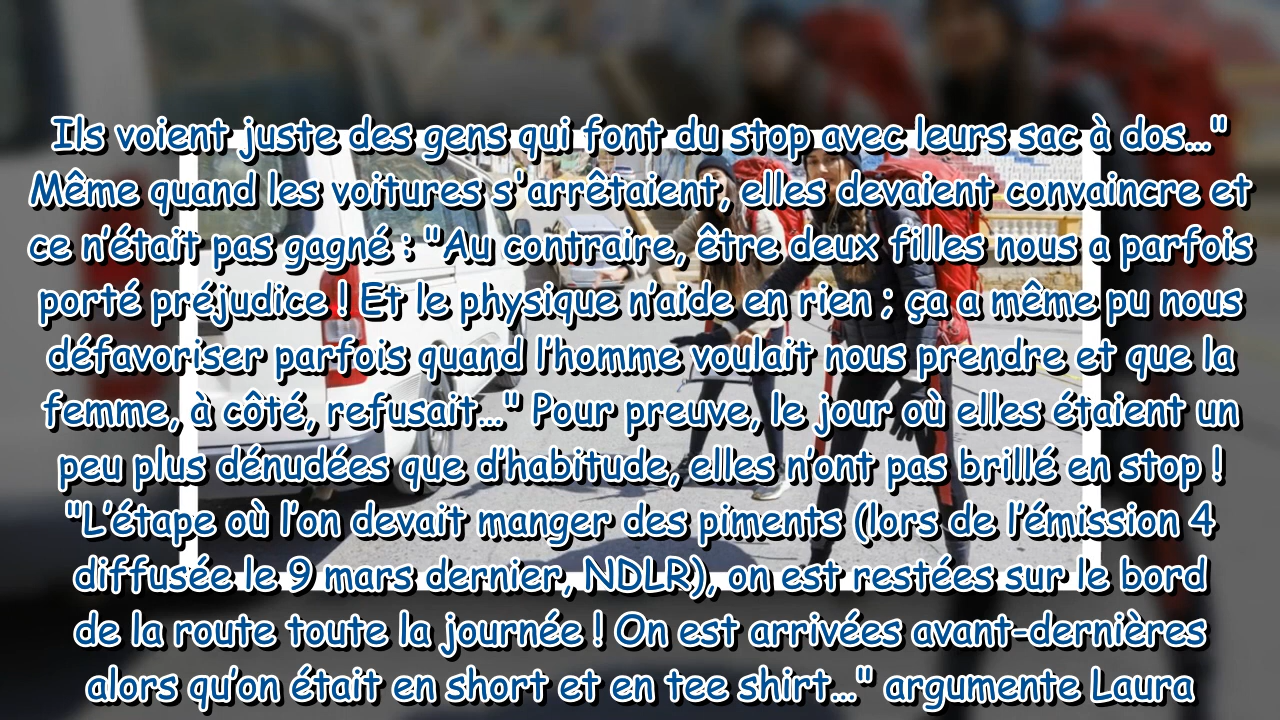 Ils voient juste des gens qui font du stop avec leurs sac à dos..."
Même quand les voitures s'arrêtaient, elles devaient convaincre et
ce n’était pas gagné : "Au contraire, être deux filles nous a parfois
porté préjudice ! Et le physique n’aide en rien ; ça a même pu nous
défavoriser parfois quand l’homme voulait nous prendre et que la
femme, à côté, refusait..." Pour preuve, le jour où elles étaient un
peu plus dénudées que d’habitude, elles n’ont pas brillé en stop !
"L’étape où l’on devait manger des piments (lors de l’émission 4
diffusée le 9 mars dernier, NDLR), on est restées sur le bord
de la route toute la journée ! On est arrivées avant-dernières
alors qu’on était en short et en tee shirt..." argumente Laura